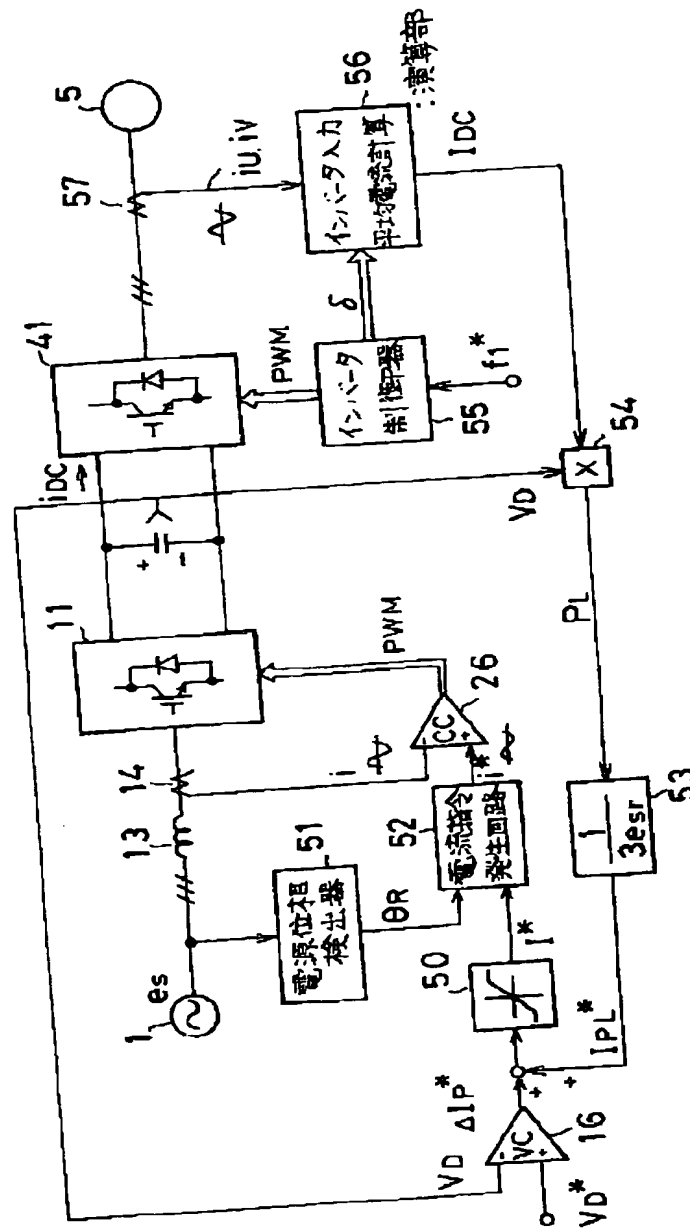 1
es
13
14
11
iDC
41
57
5
iU,iV
電源位相
検出器
51
θR
i
PWM
CC
26
i*
電流指令
発生回路
52
PWM
インバータ
制御器
55
f1*
δ
インバータ入力
平均電流計算
56
:演算部
IDC
VD
X
54
PL
1
3esr
53
IPL*
50
I*
ΔIP*
VD
VC
16
VD*
+
-
-
+
-
+
+
+